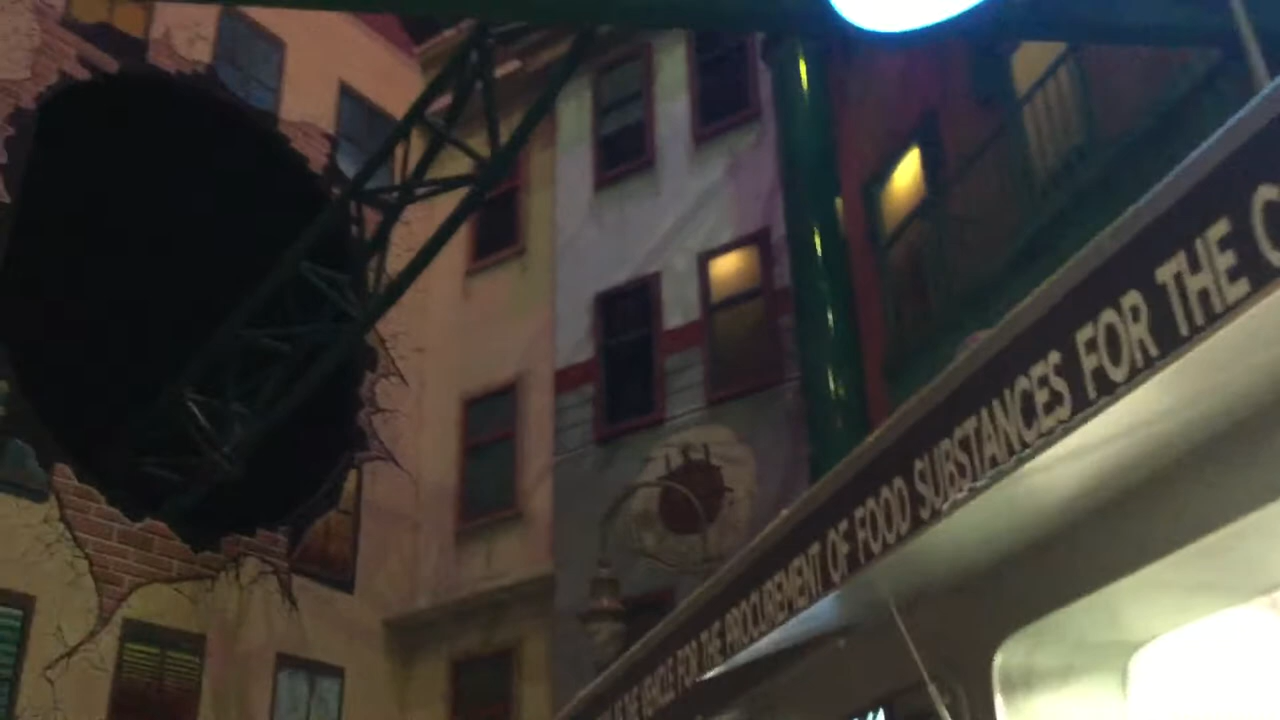 THE VEHICLE FOR THE PROCUREMENT OF FOOD SUBSTANCES FOR THE